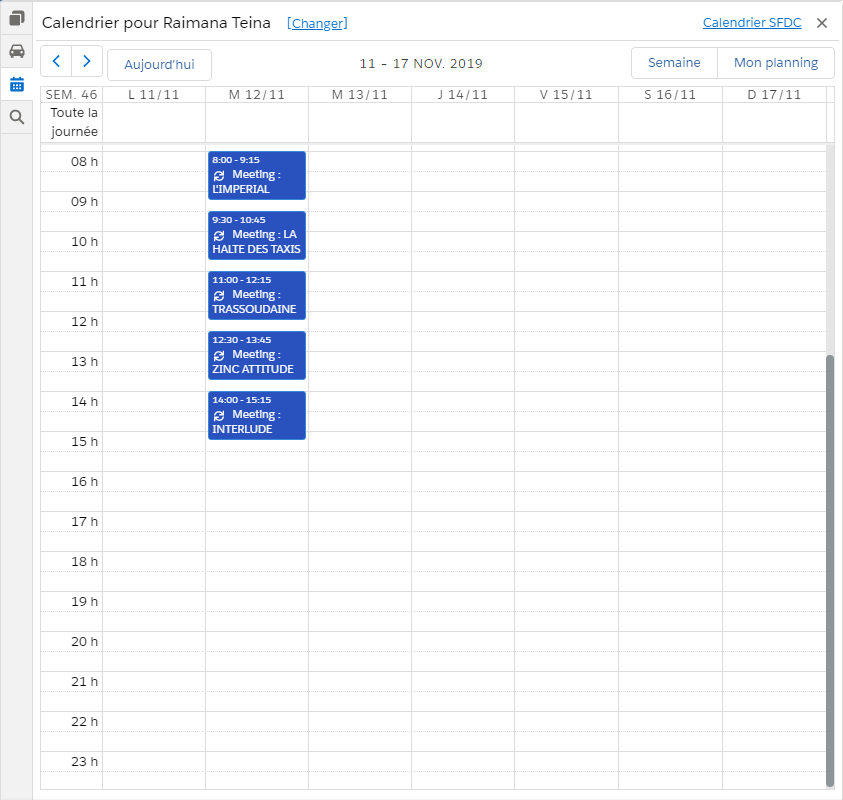 Calendrier pour Raimana Teina [Changer] Calendrier SFDC
Aujourd'hui 11 – 17 NOV. 2019 Semaine Mon planning
SEM. 46 L 11/11 M 12/11 M 13/11 J 14/11 V 15/11 S 16/11 D 17/11
Toute la
journée
08 h
8:00 - 9:15
Meeting :
L'IMPERIAL
09 h
9:30 - 10:45
Meeting : LA
HALTE DES TAXIS
10 h
11 h
11:00 - 12:15
Meeting :
TRASSOUDAINE
12 h
12:30 - 13:45
Meeting :
ZINC ATTITUDE
13 h
14 h
14:00 - 15:15
Meeting :
INTERLUDE
15 h
16 h
17 h
18 h
19 h
20 h
21 h
22 h
23 h